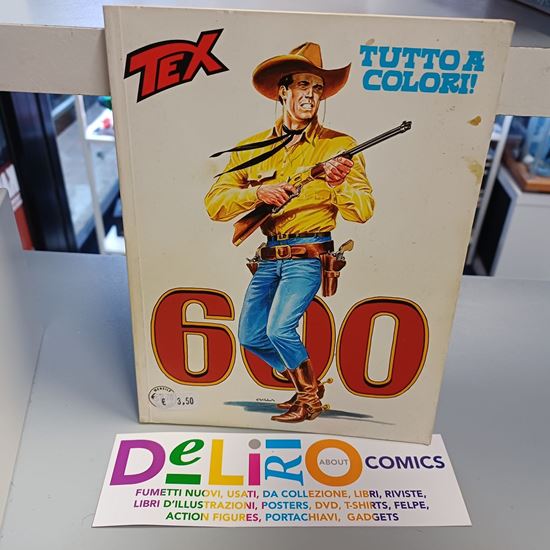 TEX
TUTTO A
COLORI!
600
€ 3,50
DeLiRiO ABOUT COMICS
FUMETTI NUOVI, USATI, DA COLLEZIONE, LIBRI, RIVISTE,
LIBRI D'ILLUSTRAZIONI, POSTERS, DVD, T-SHIRTS, FELPE,
ACTION FIGURES, PORTACHIAVI, GADGETS